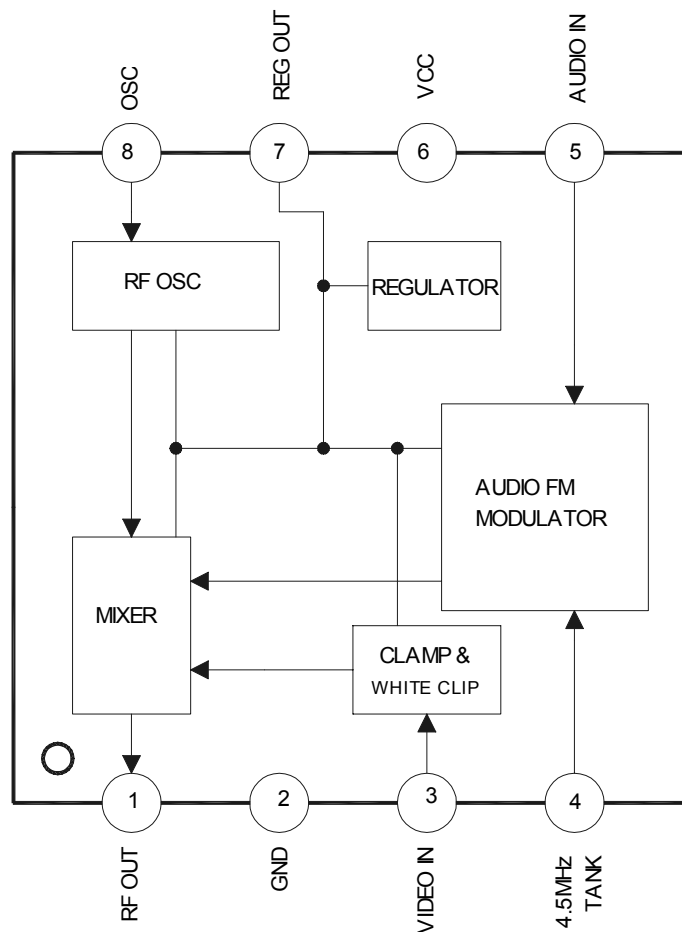 OSC
REG OUT
VCC
AUDIO IN
8
7
6
5
RF OSC
REGULATOR
AUDIO FM
MODULATOR
MIXER
CLAMP &
WHITE CLIP
1
2
3
4
RF OUT
GND
VIDEO IN
4.5MHz
TANK